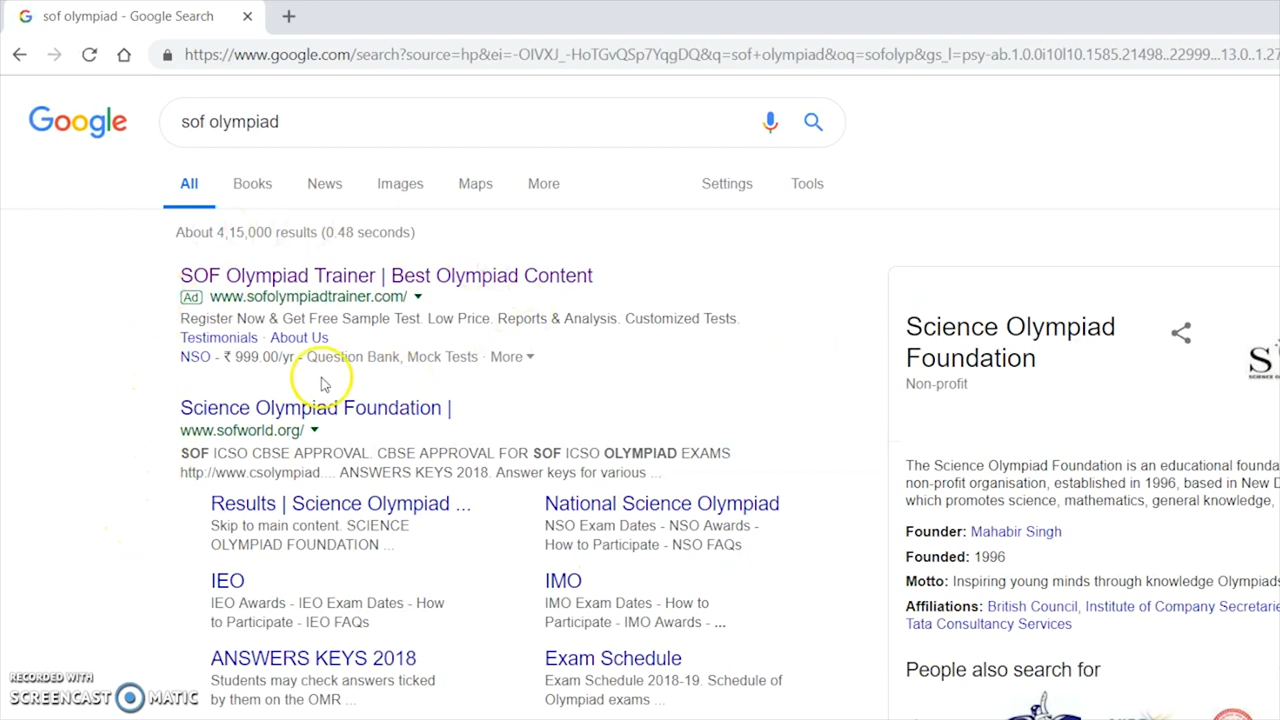 sof olympiad - Google Search
https://www.google.com/search?source=hp&ei=-OIVXJ_-HoTGvQSp7YqgDQ&q=sof+olympiad&oq=sofolyp&gs_l=psy-ab.1.0.0i10l10.1585.21498..22999...13.0..1.27
Google
sof olympiad
All Books News Images Maps More Settings Tools
About 4,15,000 results (0.48 seconds)
SOF Olympiad Trainer | Best Olympiad Content
Ad www.sofolympiadtrainer.com/
Register Now & Get Free Sample Test. Low Price. Reports & Analysis. Customized Tests.
Testimonials · About Us
NSO - ₹ 999.00/yr - Question Bank, Mock Tests · More
Science Olympiad Foundation |
www.sofworld.org/
SOF ICSO CBSE APPROVAL. CBSE APPROVAL FOR SOF ICSO OLYMPIAD EXAMS
http://www.csolympiad.... ANSWERS KEYS 2018. Answer keys for various ...
Results | Science Olympiad ...
Skip to main content. SCIENCE
OLYMPIAD FOUNDATION ...
National Science Olympiad
NSO Exam Dates - NSO Awards -
How to Participate - NSO FAQs
IEO
IEO Awards - IEO Exam Dates - How
to Participate - IEO FAQs
IMO
IMO Exam Dates - How to
Participate - IMO Awards - ...
ANSWERS KEYS 2018
Students may check answers ticked
by them on the OMR ...
Exam Schedule
Exam Schedule 2018-19. Schedule of
Olympiad exams ...
Science Olympiad
Foundation
Non-profit
The Science Olympiad Foundation is an educational founda
non-profit organisation, established in 1996, based in New D
which promotes science, mathematics, general knowledge,
Founder: Mahabir Singh
Founded: 1996
Motto: Inspiring young minds through knowledge Olympiads
Affiliations: British Council, Institute of Company Secretarie
Tata Consultancy Services
People also search for
RECORDED WITH
SCREENCAST MATIC